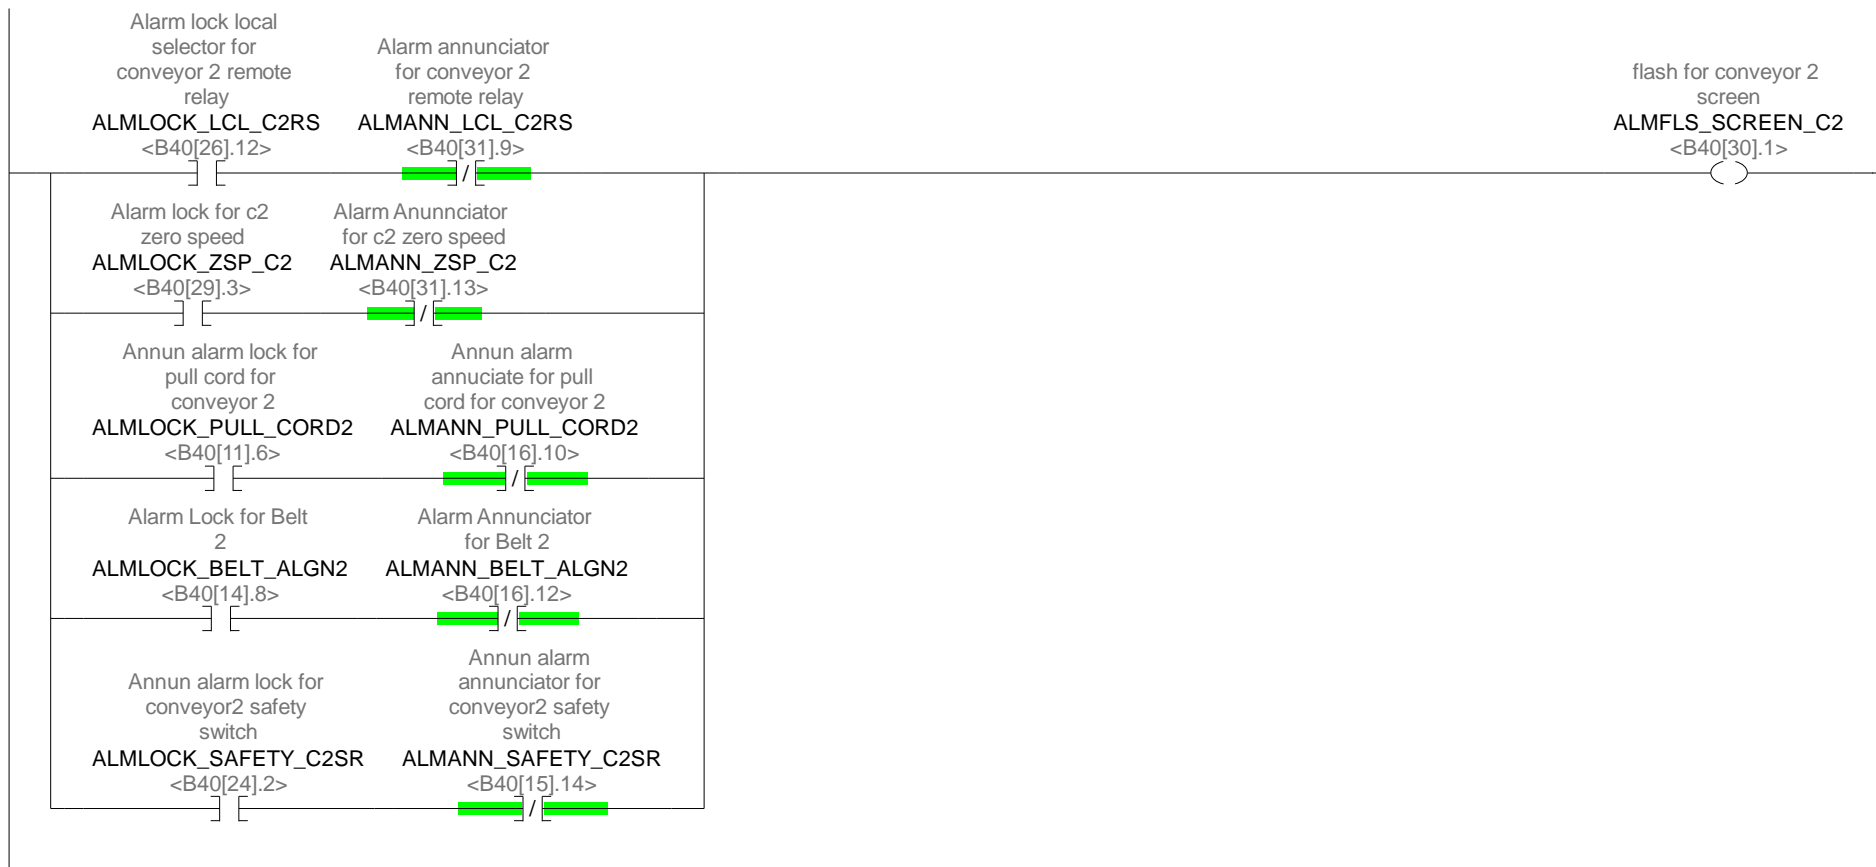 Alarm lock local
selector for
conveyor 2 remote
relay
ALMLOCK_LCL_C2RS
<B40[26].12>
Alarm annunciator
for conveyor 2
remote relay
ALMANN_LCL_C2RS
<B40[31].9>
/
flash for conveyor 2
screen
ALMFLS_SCREEN_C2
<B40[30].1>
Alarm lock for c2
zero speed
ALMLOCK_ZSP_C2
<B40[29].3>
Alarm Anunnciator
for c2 zero speed
ALMANN_ZSP_C2
<B40[31].13>
/
Annun alarm lock for
pull cord for
conveyor 2
ALMLOCK_PULL_CORD2
<B40[11].6>
Annun alarm
annuciate for pull
cord for conveyor 2
ALMANN_PULL_CORD2
<B40[16].10>
/
Alarm Lock for Belt
2
ALMLOCK_BELT_ALGN2
<B40[14].8>
Alarm Annunciator
for Belt 2
ALMANN_BELT_ALGN2
<B40[16].12>
/
Annun alarm lock for
conveyor2 safety
switch
ALMLOCK_SAFETY_C2SR
<B40[24].2>
Annun alarm
annunciator for
conveyor2 safety
switch
ALMANN_SAFETY_C2SR
<B40[15].14>
/